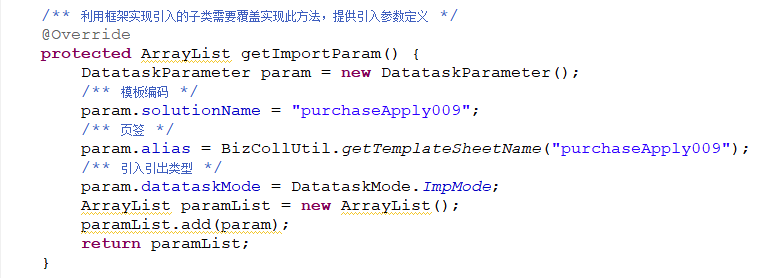 /** 利用框架实现引入的子类需要覆盖实现此方法，提供引入参数定义 */
@Override
protected ArrayList getImportParam() {
DatataskParameter param = new DatataskParameter();
/** 模板编码 */
param.solutionName = "purchaseApply009";
/** 页签 */
param.alias = BizCollUtil.getTemplateSheetName("purchaseApply009");
/** 引入引出类型 */
param.datataskMode = DatataskMode.ImpMode;
ArrayList paramList = new ArrayList();
paramList.add(param);
return paramList;
}